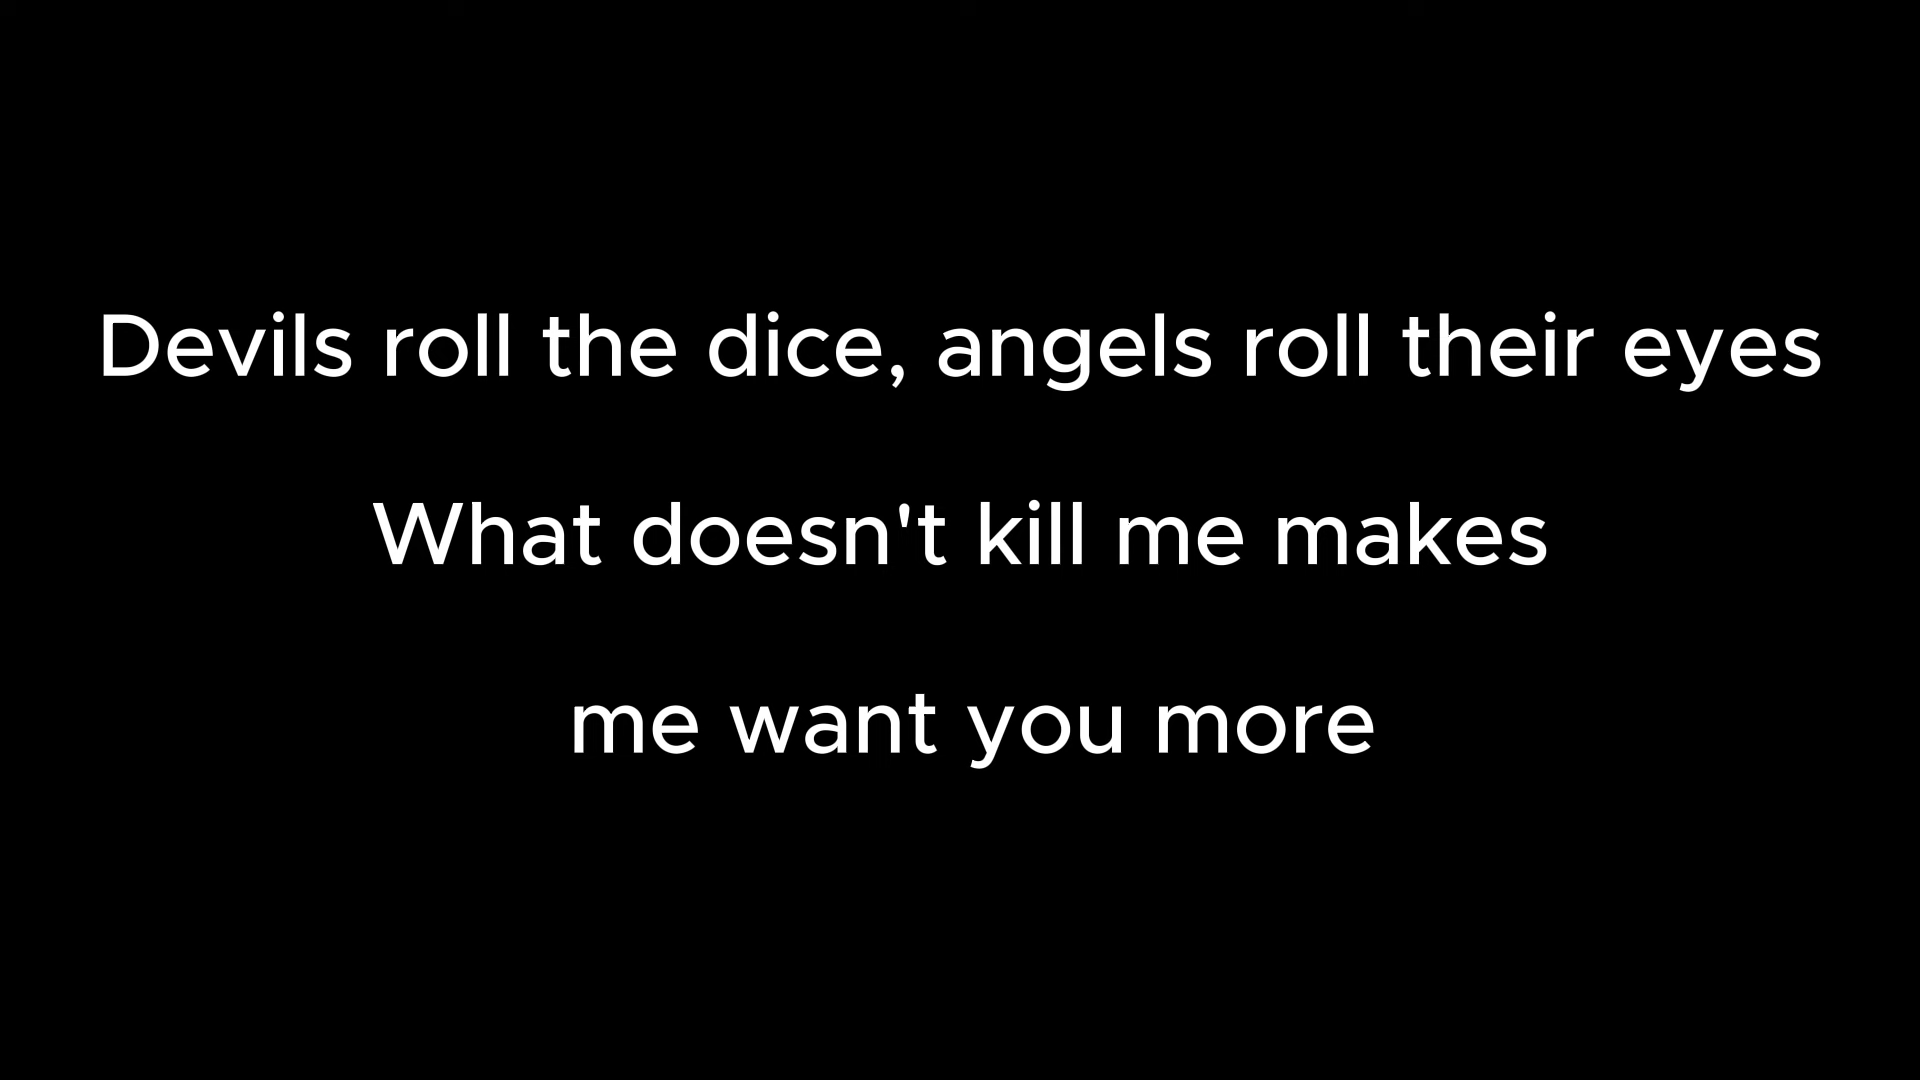 Devils roll the dice, angels roll their eyes
What doesn't kill me makes
me want you more